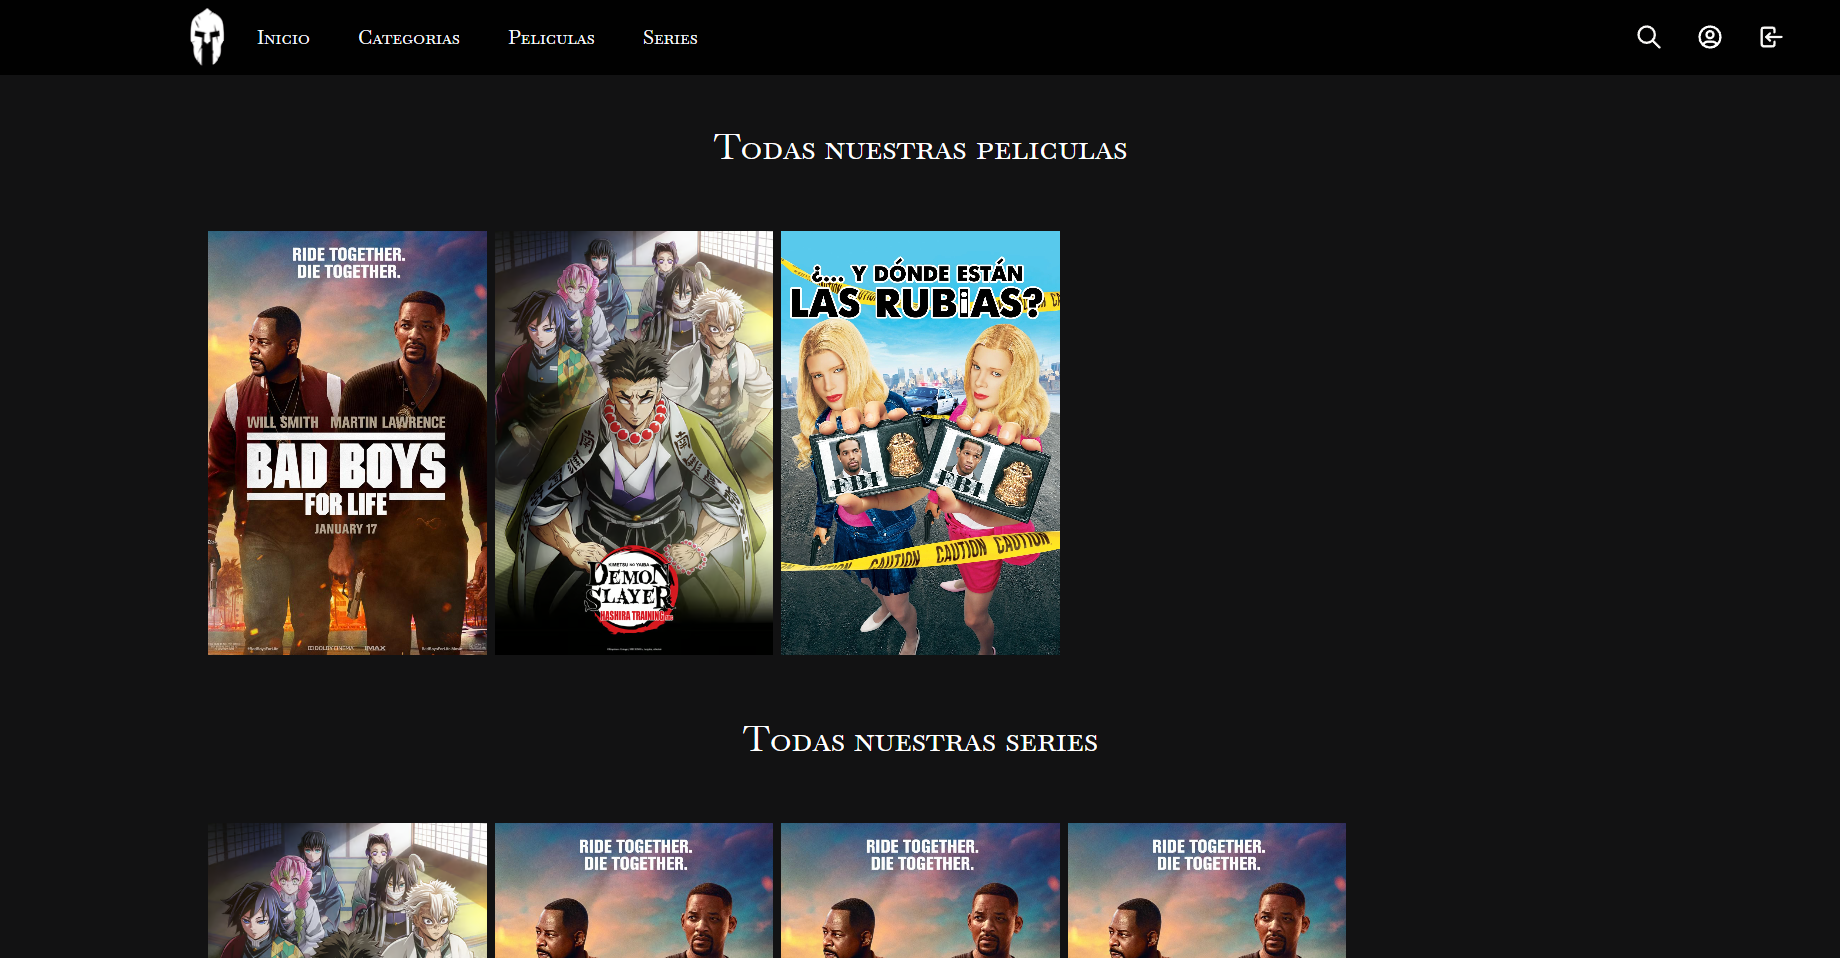 Inicio
Categorias
Peliculas
Series
Todas nuestras peliculas
RIDE TOGETHER.
DIE TOGETHER.
WILL SMITH MARTIN LAWRENCE
BAD BOYS
FOR LIFE
JANUARY 17
IMAX
KIMETSU NO YAIBA
DEMON
SLAYER
HASHIRA TRAINING
¿... Y DÓNDE ESTÁN
LAS RUBiAS?
FBI
FBI
CAUTION CAUTION CAUTION
Todas nuestras series
RIDE TOGETHER.
DIE TOGETHER.
RIDE TOGETHER.
DIE TOGETHER.
RIDE TOGETHER.
DIE TOGETHER.